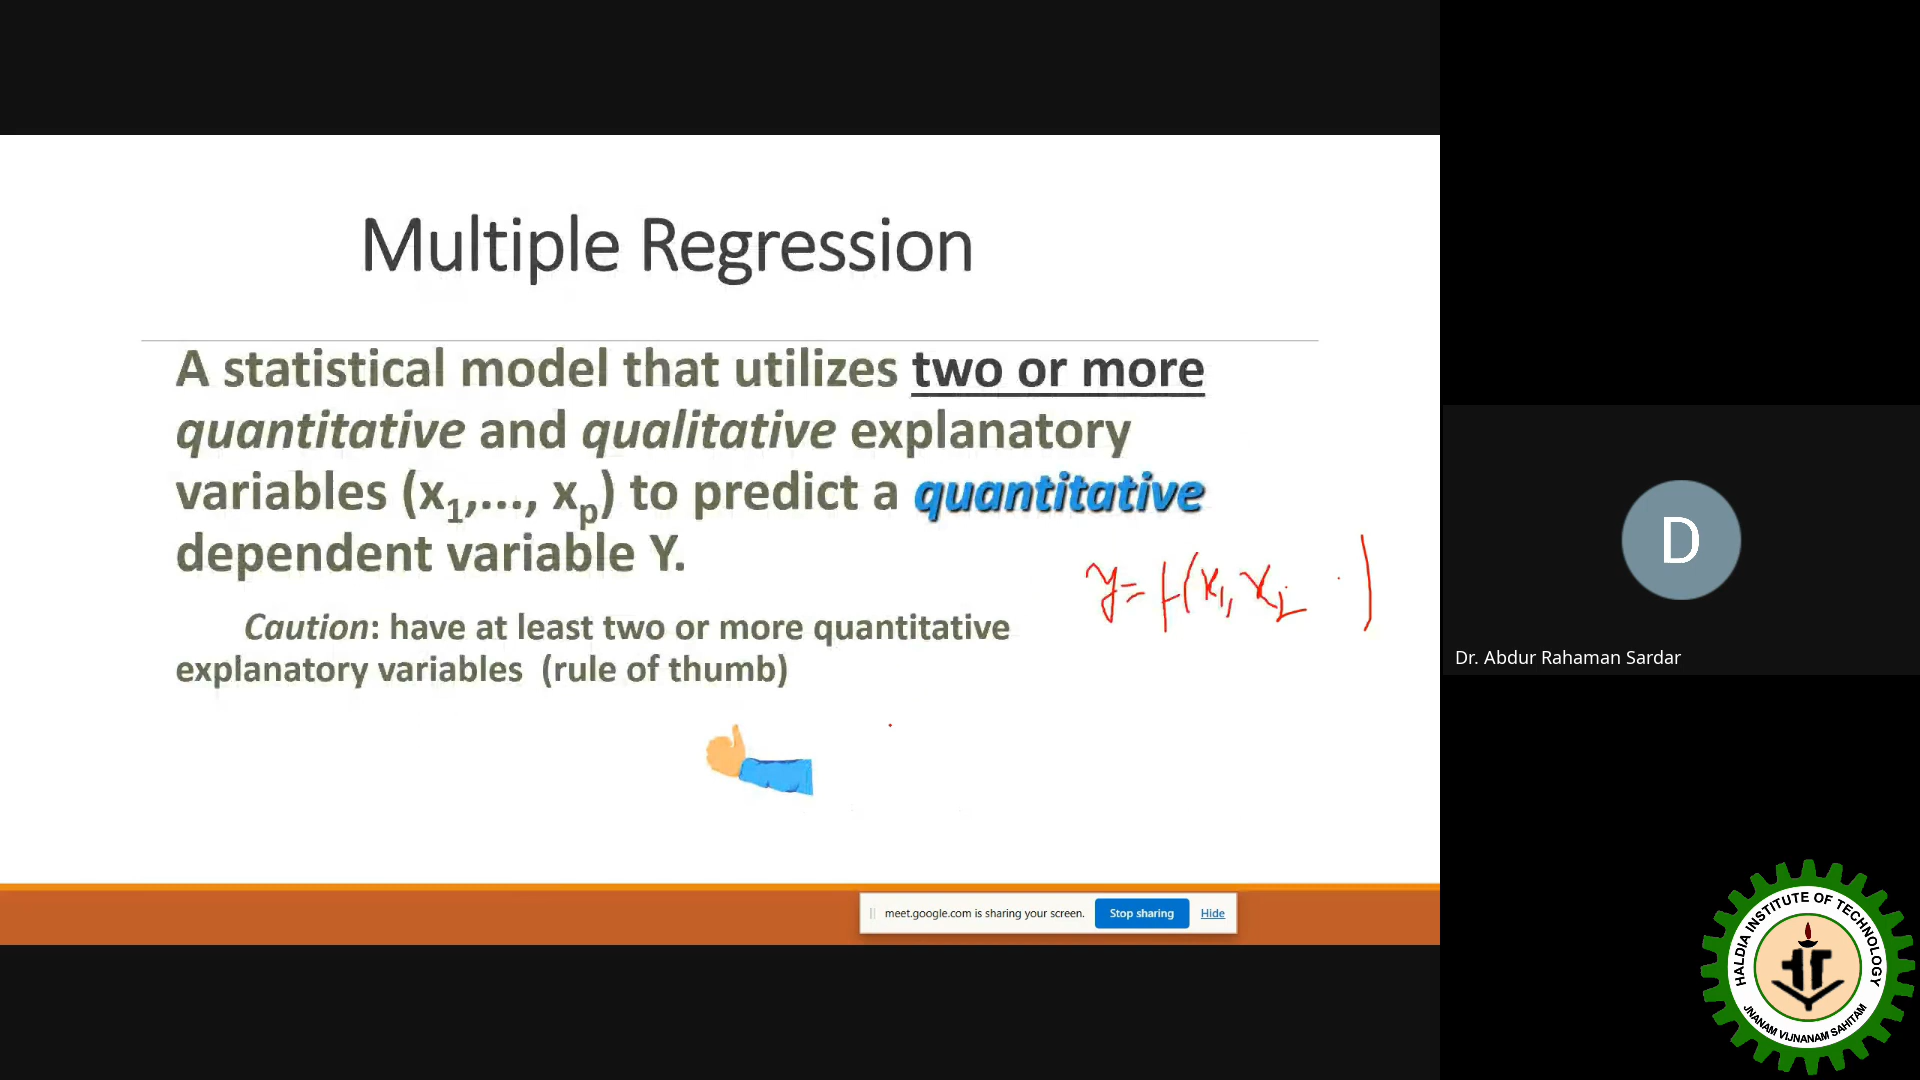 Multiple Regression
A statistical model that utilizes two or more
quantitative and qualitative explanatory
variables (x1,..., xp) to predict a quantitative
dependent variable Y.
y = f(x1, x2 . )
Caution: have at least two or more quantitative
explanatory variables (rule of thumb)
meet.google.com is sharing your screen. Stop sharing Hide
D
Dr. Abdur Rahaman Sardar
HALDIA INSTITUTE OF TECHNOLOGY
JNANAM VIJNANAM SAHITAM